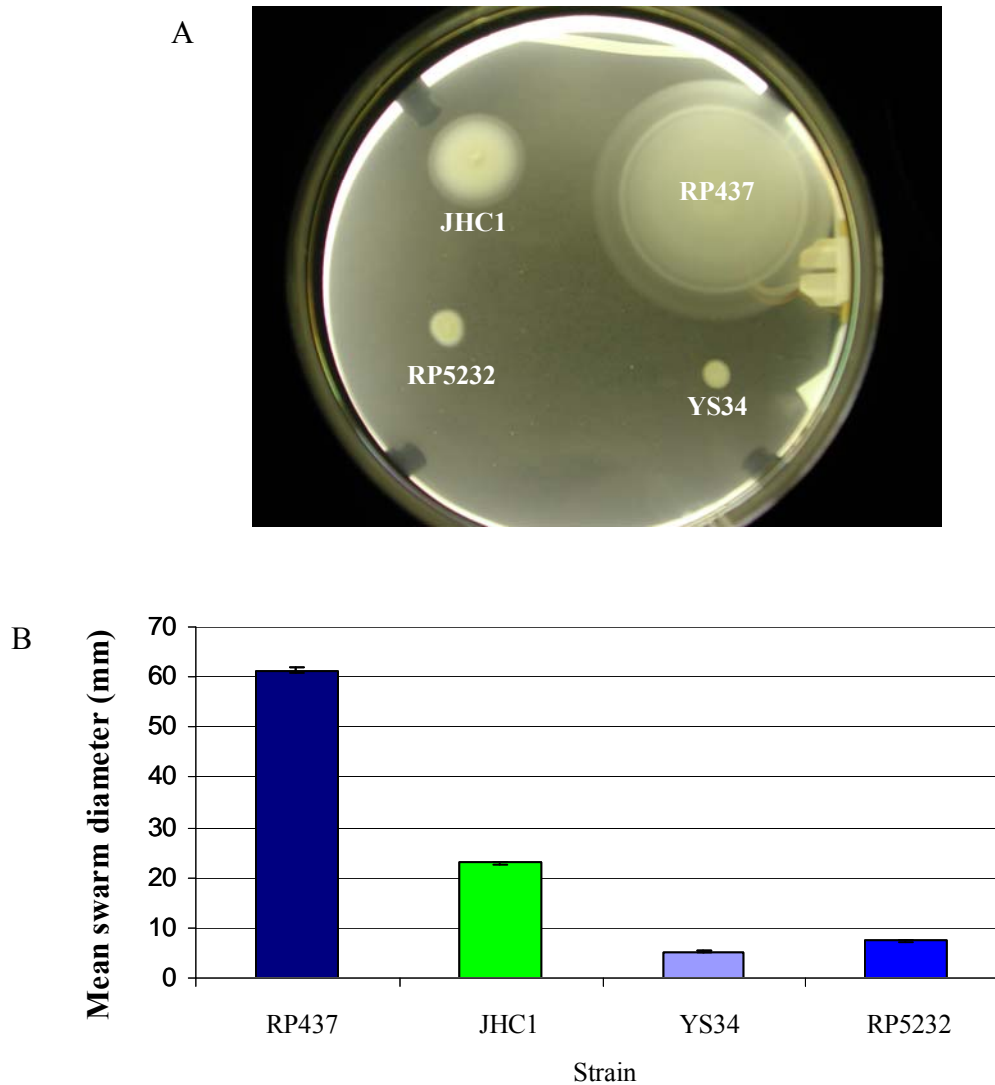 A
JHC1
RP437
RP5232
YS34
B
Mean swarm diameter (mm)
70
60
50
40
30
20
10
0
RP437 JHC1 YS34 RP5232
Strain